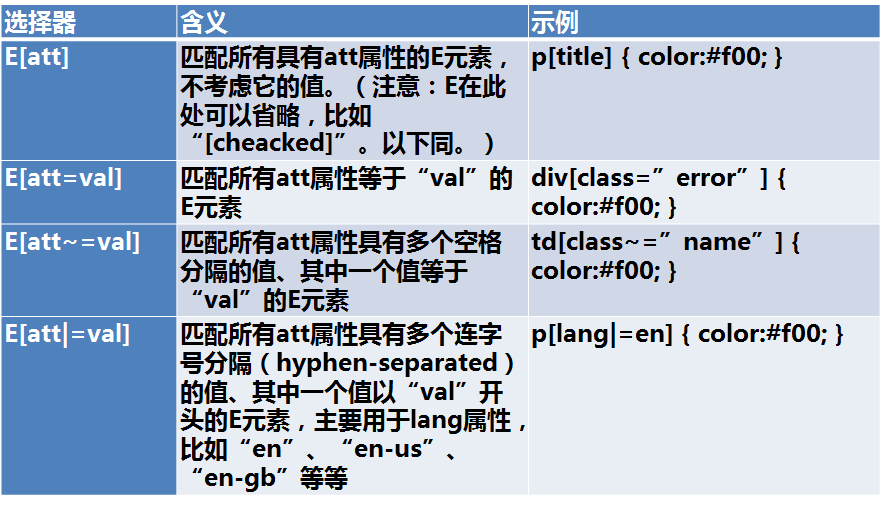 选择器 含义 示例
E[att] 匹配所有具有att属性的E元素， p[title] { color:#f00; }
不考虑它的值。（注意：E在此
处可以省略，比如
“[cheacked]”。以下同。）
E[att=val] 匹配所有att属性等于“val”的 div[class=”error”] {
E元素 color:#f00; }
E[att~=val] 匹配所有att属性具有多个空格 td[class~=”name”] {
分隔的值、其中一个值等于 color:#f00; }
“val”的E元素
E[att|=val] 匹配所有att属性具有多个连字 p[lang|=en] { color:#f00; }
号分隔（hyphen-separated）
的值、其中一个值以“val”开
头的E元素，主要用于lang属性，
比如“en”、“en-us”、
“en-gb”等等